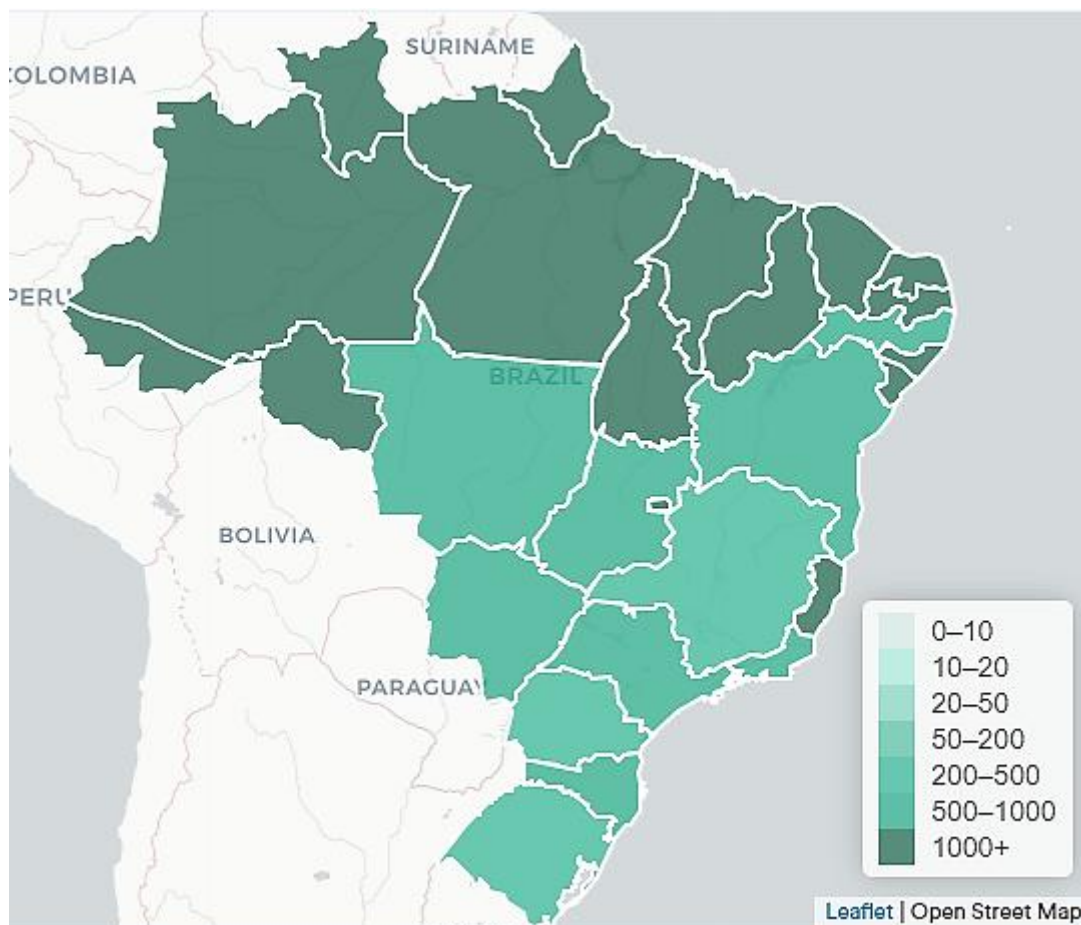 SURINAME
COLOMBIA
PERU
BRAZIL
BOLIVIA
PARAGUAY
0–10
10–20
20–50
50–200
200–500
500–1000
1000+
Leaflet | Open Street Map